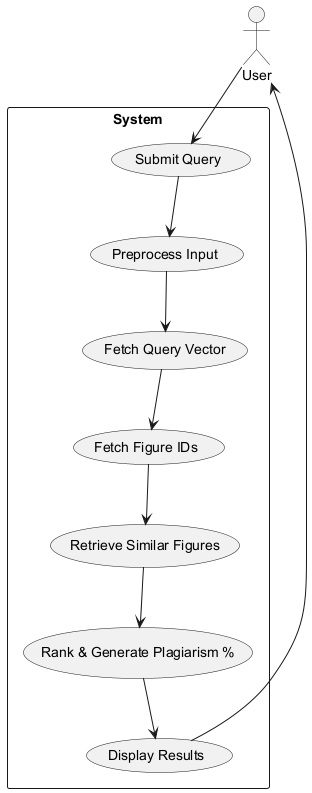 User
System
Submit Query
Preprocess Input
Fetch Query Vector
Fetch Figure IDs
Retrieve Similar Figures
Rank & Generate Plagiarism %
Display Results